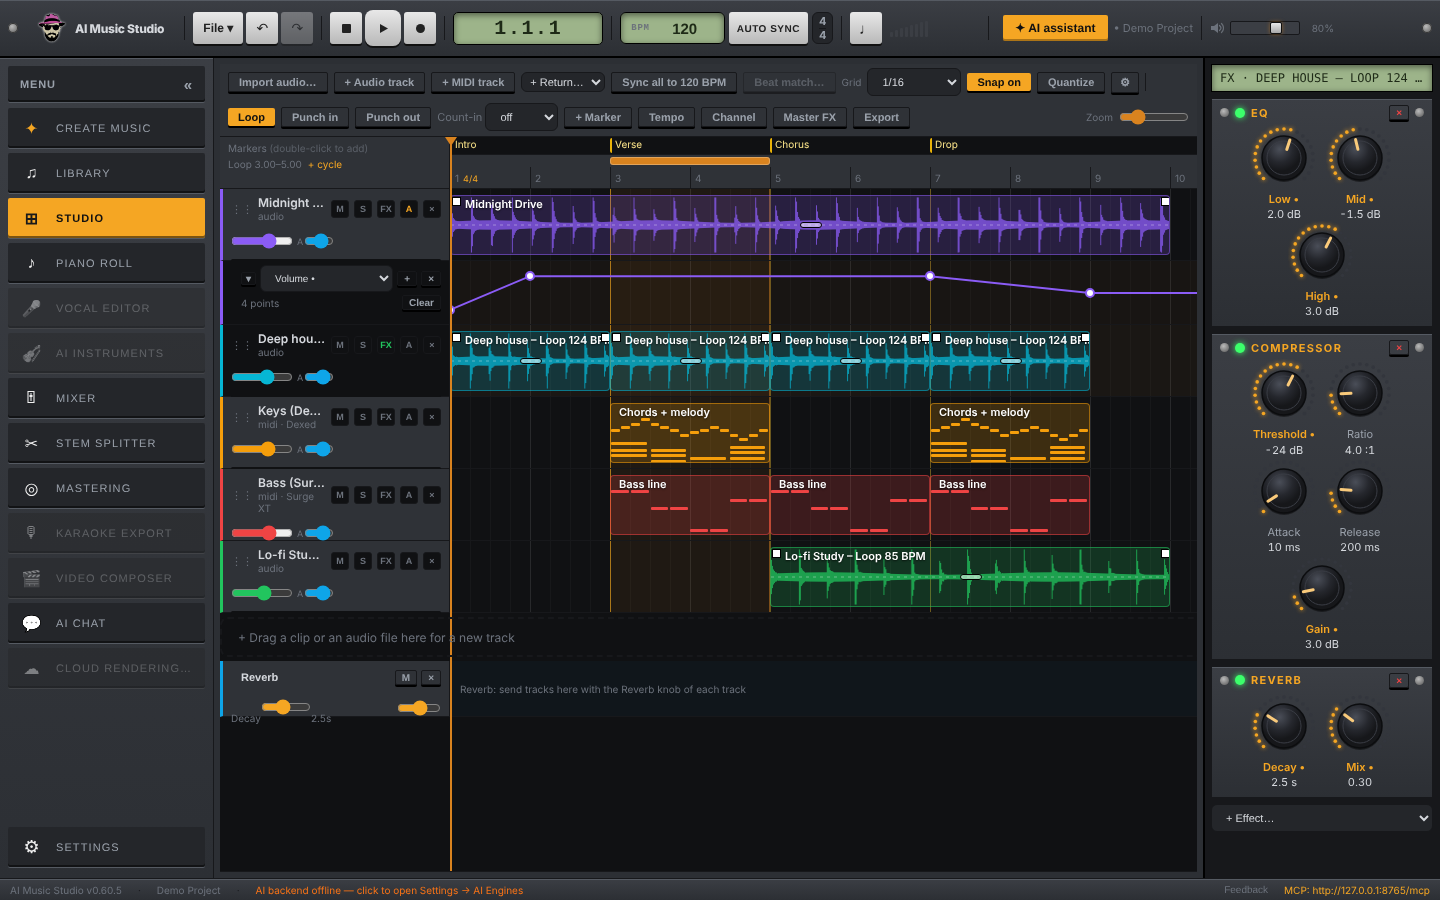 AI Music Studio
File ▾
1.1.1
BPM 120
AUTO SYNC
4
4
✦ AI assistant
• Demo Project
80%
MENU «
CREATE MUSIC
LIBRARY
STUDIO
PIANO ROLL
VOCAL EDITOR
AI INSTRUMENTS
MIXER
STEM SPLITTER
MASTERING
KARAOKE EXPORT
VIDEO COMPOSER
AI CHAT
CLOUD RENDERING...
SETTINGS
Import audio...
+ Audio track
+ MIDI track
+ Return...
Sync all to 120 BPM
Beat match...
Grid
1/16
Snap on
Quantize
Loop
Punch in
Punch out
Count-in
off
+ Marker
Tempo
Channel
Master FX
Export
Zoom
Markers (double-click to add)
Loop 3.00–5.00 + cycle
Intro
Verse
Chorus
Drop
1 4/4 2 3 4 5 6 7 8 9 10
Midnight ...
audio
M S FX A ×
A
Midnight Drive
Volume •
+ ×
4 points
Clear
Deep hou...
audio
M S FX A ×
A
Deep house – Loop 124 BP
Deep house – Loop 124 BP
Deep house – Loop 124 BP
Deep house – Loop 124 BP
Keys (De...
midi · Dexed
M S FX A ×
A
Chords + melody
Chords + melody
Bass (Sur...
midi · Surge
XT
M S FX A ×
A
Bass line
Bass line
Bass line
Lo-fi Stu...
audio
M S FX A ×
A
Lo-fi Study – Loop 85 BPM
+ Drag a clip or an audio file here for a new track
Reverb
M ×
Decay 2.5s
Reverb: send tracks here with the Reverb knob of each track
FX · DEEP HOUSE — LOOP 124 …
EQ
×
Low •
2.0 dB
Mid •
-1.5 dB
High •
3.0 dB
COMPRESSOR
×
Threshold •
-24 dB
Ratio
4.0 :1
Attack
10 ms
Release
200 ms
Gain •
3.0 dB
REVERB
×
Decay •
2.5 s
Mix •
0.30
+ Effect...
AI Music Studio v0.60.5
Demo Project
AI backend offline — click to open Settings → AI Engines
Feedback
MCP: http://127.0.0.1:8765/mcp